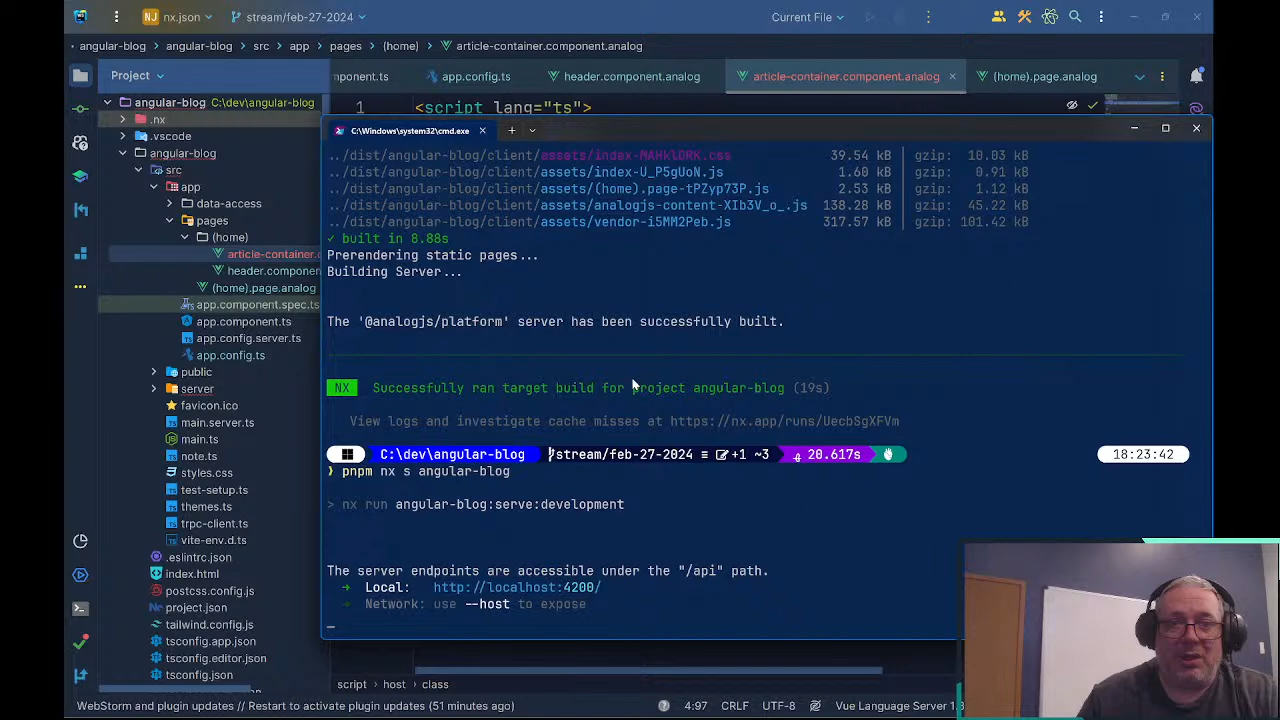 NJ nx.json
stream/feb-27-2024
Current File
angular-blog
angular-blog
src
app
pages
(home)
article-container.component.analog
Project
mponent.ts
app.config.ts
header.component.analog
article-container.component.analog
(home).page.analog
angular-blog C:\dev\angular-blog
.nx
.vscode
angular-blog
src
app
data-access
pages
(home)
article-container.c
header.componen
(home).page.analog
app.component.spec.ts
app.component.ts
app.config.server.ts
app.config.ts
public
server
favicon.ico
main.server.ts
main.ts
note.ts
styles.css
test-setup.ts
themes.ts
trpc-client.ts
vite-env.d.ts
.eslintrc.json
index.html
postcss.config.js
project.json
tailwind.config.js
tsconfig.app.json
tsconfig.editor.json
tsconfig.json
1 <script lang="ts">
C:\Windows\system32\cmd.exe
../dist/angular-blog/client/assets/index-MAHklDRK.css 39.54 kB │ gzip: 10.03 kB
../dist/angular-blog/client/assets/index-U_P5gUoN.js 1.60 kB │ gzip: 0.91 kB
../dist/angular-blog/client/assets/(home).page-tPZyp73P.js 2.53 kB │ gzip: 1.12 kB
../dist/angular-blog/client/assets/analogjs-content-XIb3V_o_.js 138.28 kB │ gzip: 45.22 kB
../dist/angular-blog/client/assets/vendor-i5MM2Peb.js 317.57 kB │ gzip: 101.42 kB
✓ built in 8.88s
Prerendering static pages...
Building Server...
The '@analogjs/platform' server has been successfully built.
NX Successfully ran target build for project angular-blog (19s)
View logs and investigate cache misses at https://nx.app/runs/UecbSgXFVm
C:\dev\angular-blog stream/feb-27-2024 ≡ +1 ~3 20.617s 18:23:42
❯ pnpm nx s angular-blog
> nx run angular-blog:serve:development
The server endpoints are accessible under the "/api" path.
➜ Local: http://localhost:4200/
➜ Network: use --host to expose
script
host
class
WebStorm and plugin updates // Restart to activate plugin updates (51 minutes ago)
4:97
CRLF
UTF-8
Vue Language Server 1.8